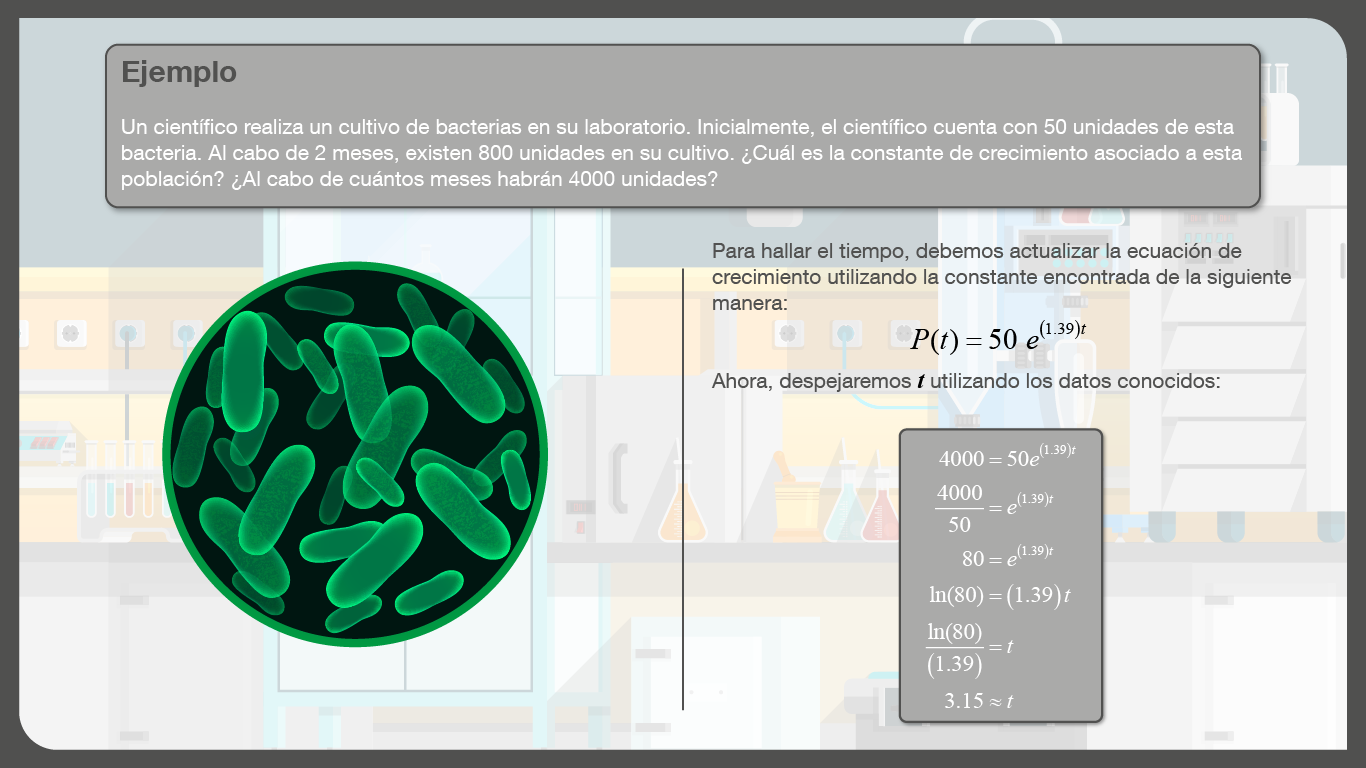 Ejemplo
Un científico realiza un cultivo de bacterias en su laboratorio. Inicialmente, el científico cuenta con 50 unidades de esta
bacteria. Al cabo de 2 meses, existen 800 unidades en su cultivo. ¿Cuál es la constante de crecimiento asociado a esta
población? ¿Al cabo de cuántos meses habrán 4000 unidades?
Para hallar el tiempo, debemos actualizar la ecuación de
crecimiento utilizando la constante encontrada de la siguiente
manera:
P(t) = 50 e^{(1.39)t}
Ahora, despejaremos t utilizando los datos conocidos:
4000 = 50e^{(1.39)t}
4000/50 = e^{(1.39)t}
80 = e^{(1.39)t}
ln(80) = (1.39)t
ln(80)/(1.39) = t
3.15 ≈ t